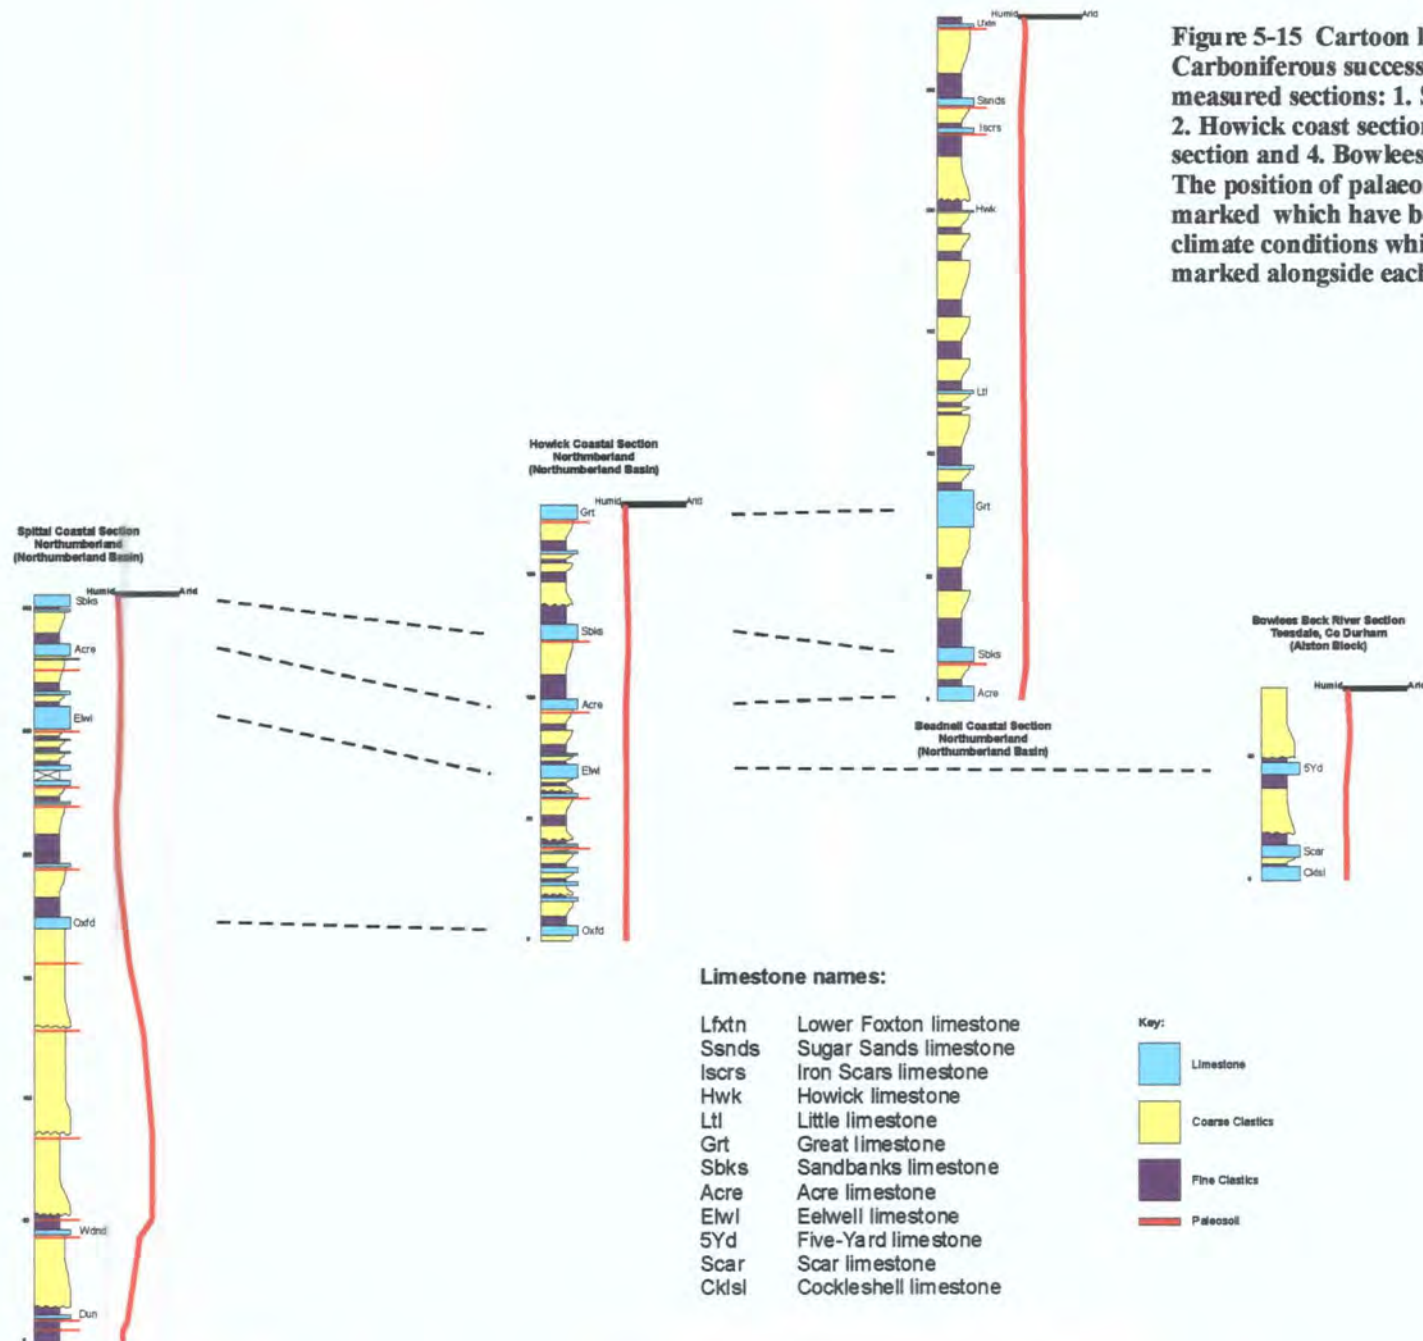 Figure 5-15 Cartoon
Carboniferous success
measured sections: 1.
2. Howick coast section
section and 4. Bowlees
The position of palaeo
marked which have b
climate conditions whi
marked alongside each
Humid Arid
Lfxtn
Ssnds
Iscrs
Hwk
Ltl
Grt
Sbks
Acre
Beadnell Coastal Section
Northumberland
(Northumberland Basin)
Howick Coastal Section
Northmberland
(Northumberland Basin)
Humid Arid
Grt
Sbks
Acre
Elwl
Oxfd
Spittal Coastal Section
Northumberland
(Northumberland Basin)
Humid Arid
Sbks
Acre
Elwl
Oxfd
Wdnd
Dun
Bowlees Beck River Section
Teesdale, Co Durham
(Alston Block)
Humid Arid
5Yd
Scar
Cklsl
Limestone names:
Lfxtn Lower Foxton limestone
Ssnds Sugar Sands limestone
Iscrs Iron Scars limestone
Hwk Howick limestone
Ltl Little limestone
Grt Great limestone
Sbks Sandbanks limestone
Acre Acre limestone
Elwl Eelwell limestone
5Yd Five-Yard limestone
Scar Scar limestone
Cklsl Cockleshell limestone
Key:
Limestone
Coarse Clastics
Fine Clastics
Paleosoil